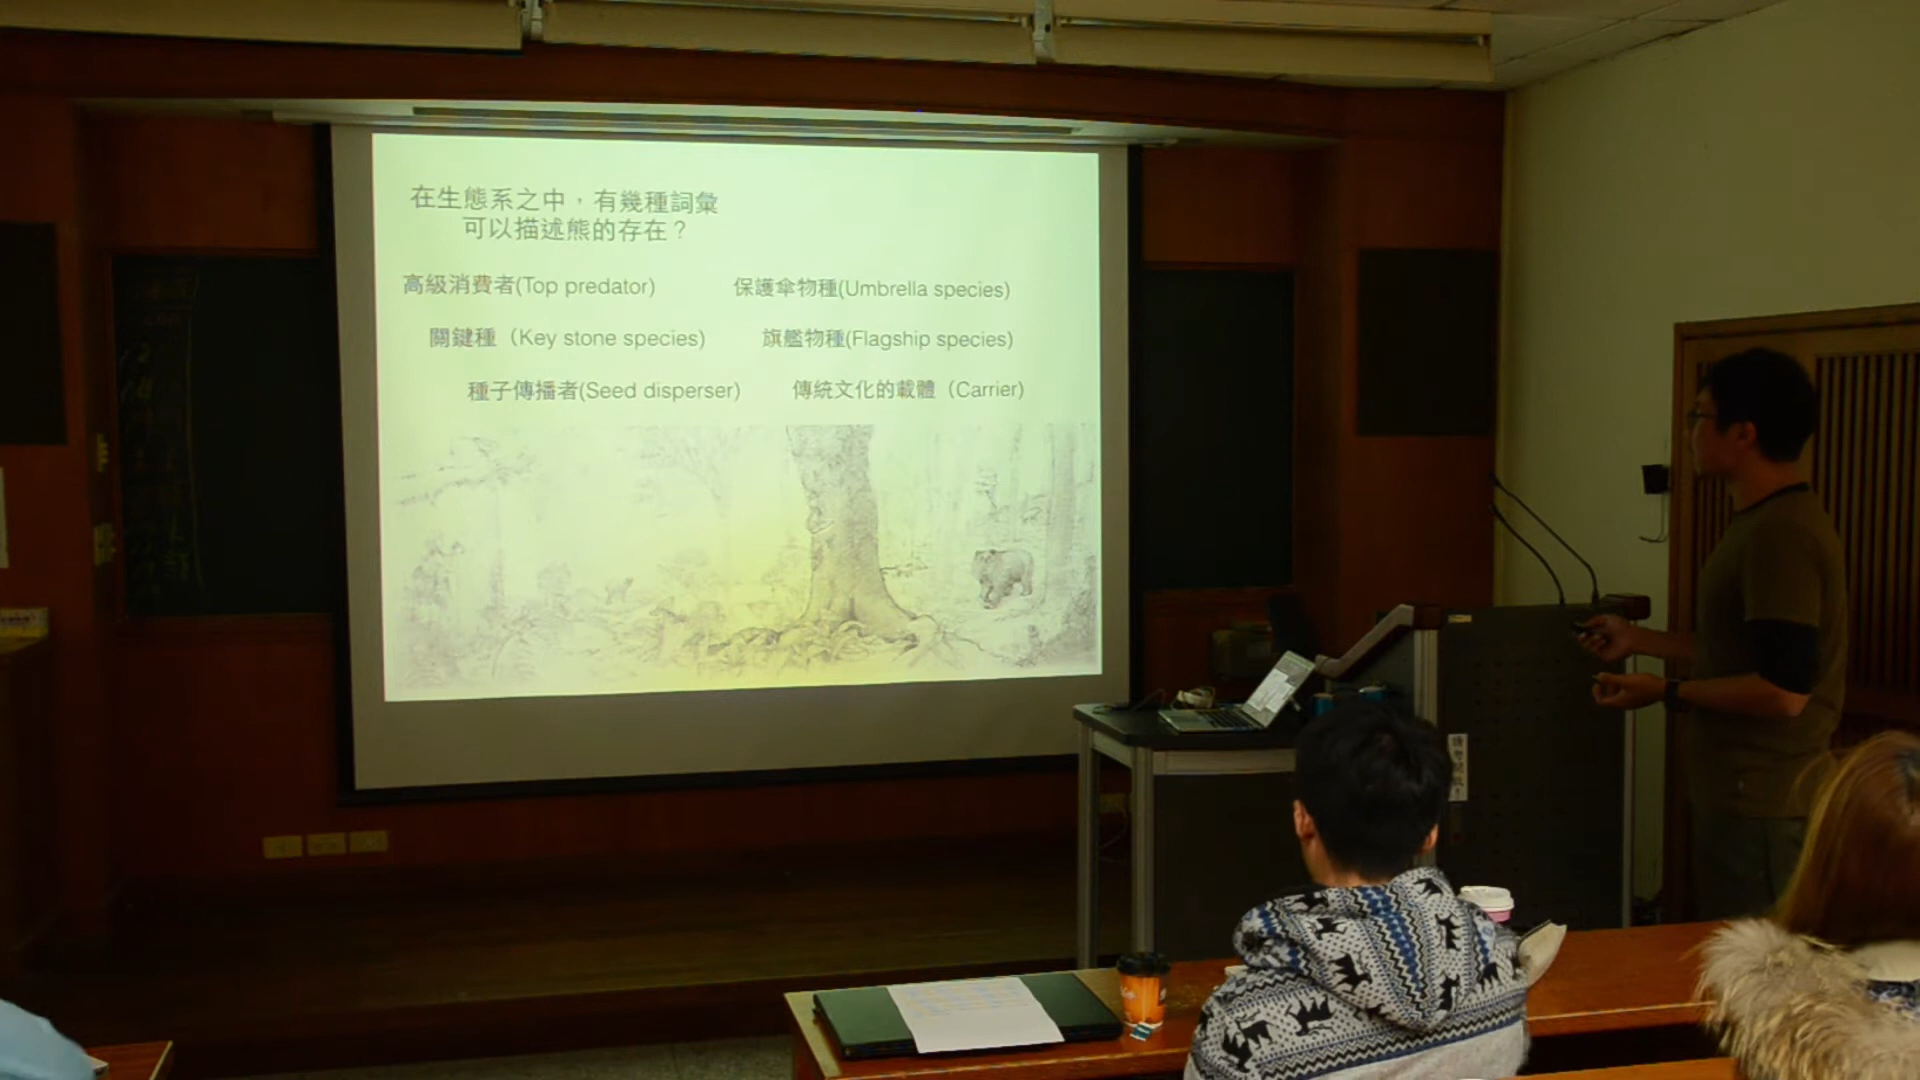 在生態系之中，有幾種詞彙
可以描述熊的存在？
高級消費者(Top predator)
保護傘物種(Umbrella species)
關鍵種（Key stone species)
旗艦物種(Flagship species)
種子傳播者(Seed disperser)
傳統文化的載體（Carrier)